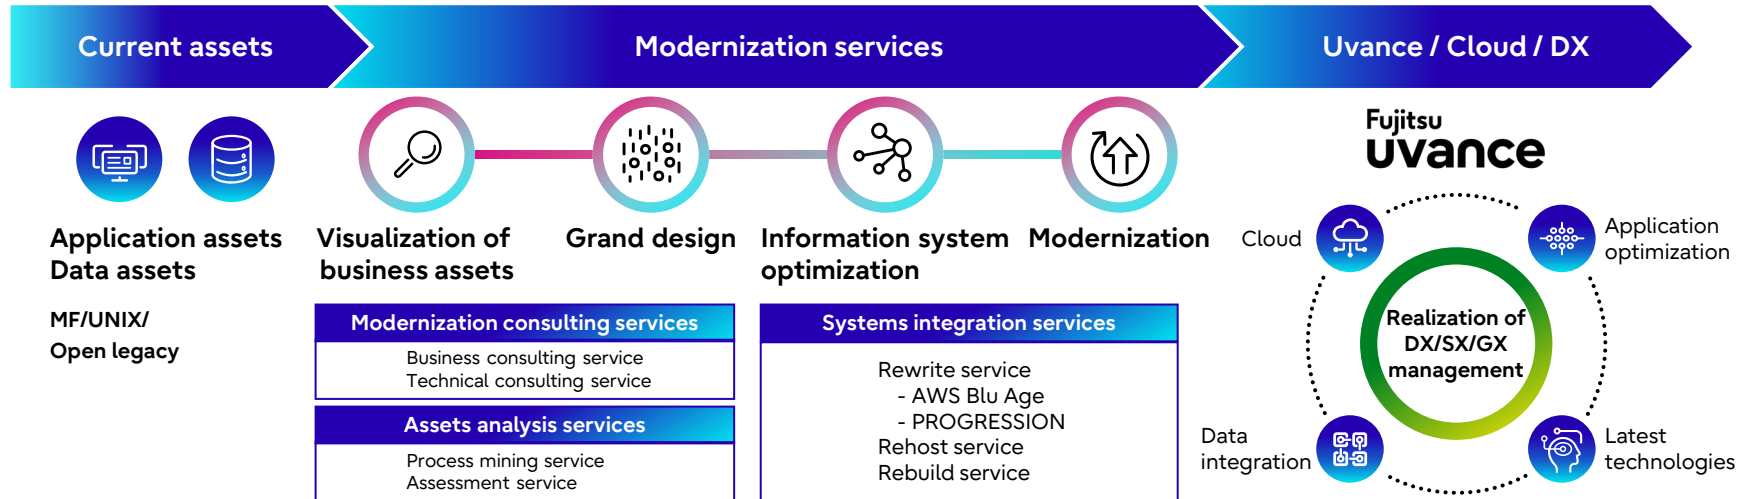 Current assets
Modernization services
Uvance / Cloud / DX
Application assets
Data assets
MF/UNIX/
Open legacy
Visualization of
business assets
Grand design
Information system
optimization
Modernization
Modernization consulting services
Business consulting service
Technical consulting service
Assets analysis services
Process mining service
Assessment service
Systems integration services
Rewrite service
- AWS Blu Age
- PROGRESSION
Rehost service
Rebuild service
Fujitsu
uvance
Cloud
Application
optimization
Realization of
DX/SX/GX
management
Data
integration
Latest
technologies